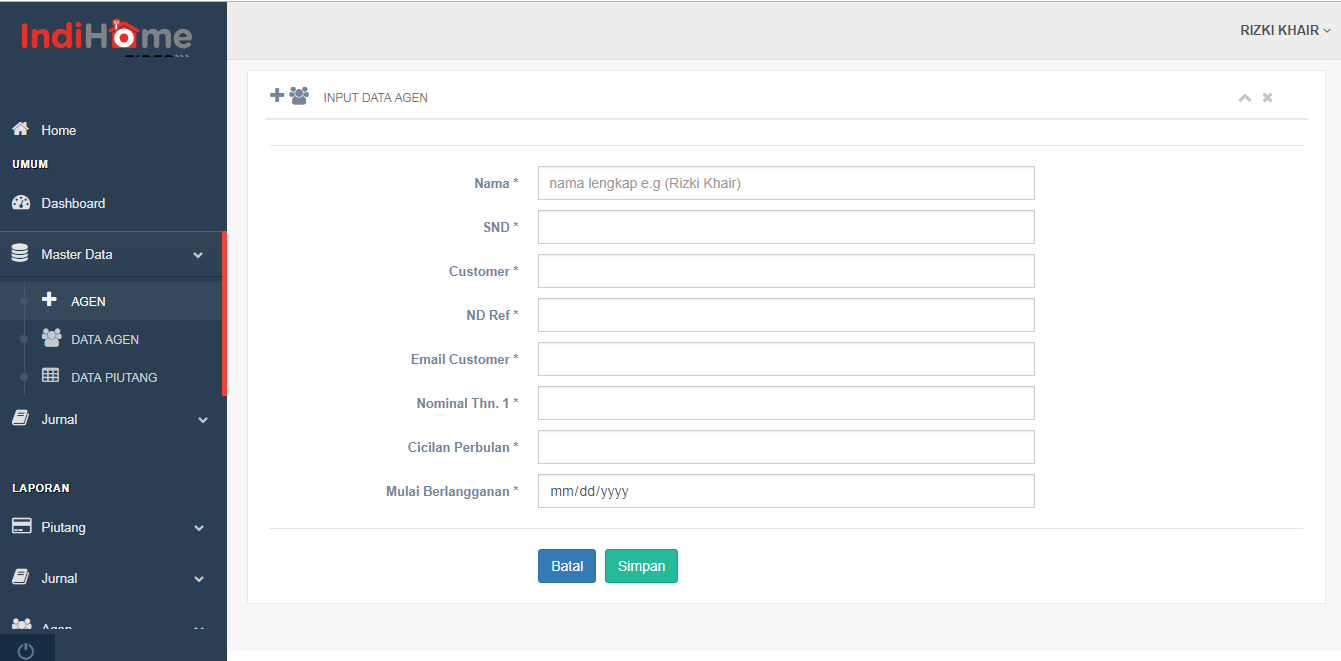 IndiHome
RIZKI KHAIR
INPUT DATA AGEN
Home
UMUM
Dashboard
Master Data
AGEN
DATA AGEN
DATA PIUTANG
Jurnal
LAPORAN
Piutang
Jurnal
Agen
Nama *
nama lengkap e.g (Rizki Khair)
SND *
Customer *
ND Ref *
Email Customer *
Nominal Thn. 1 *
Cicilan Perbulan *
Mulai Berlangganan *
mm/dd/yyyy
Batal
Simpan